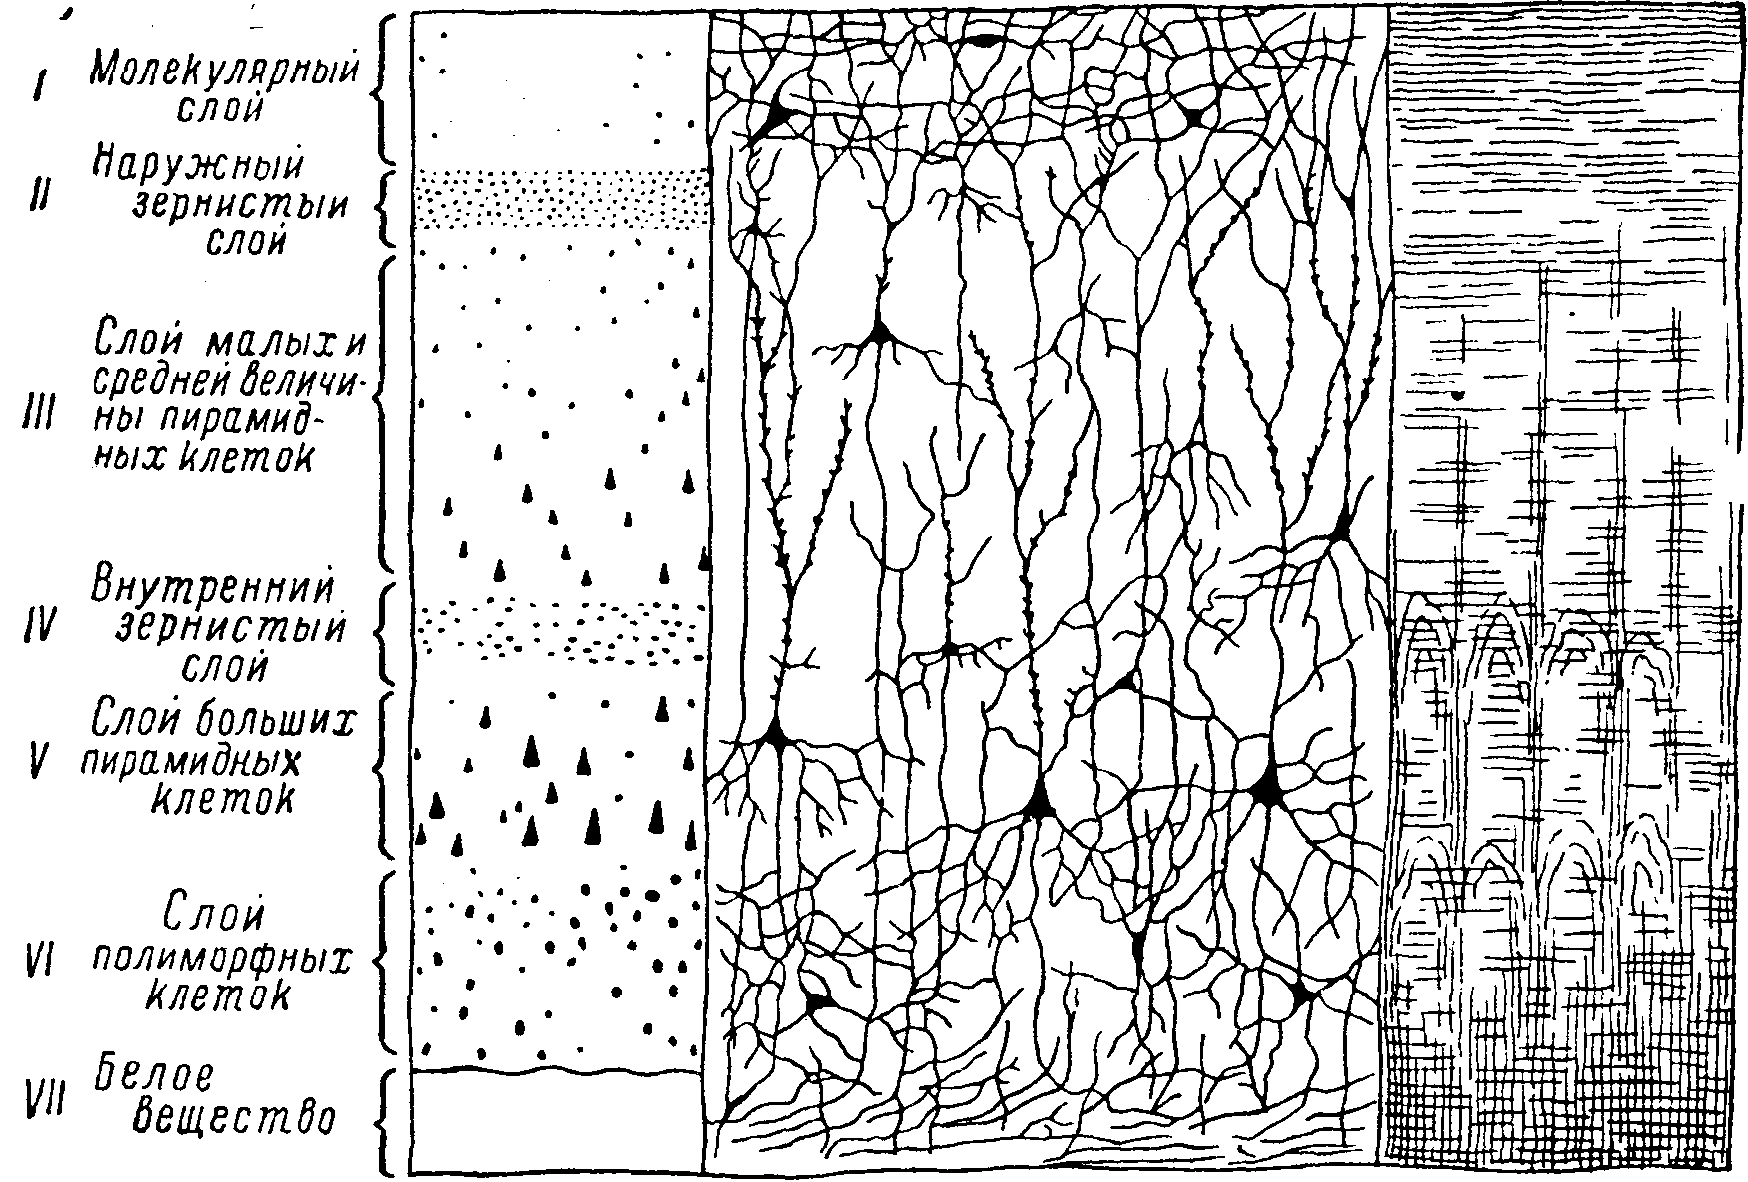 I Молекулярный
слой
Наружный
II зернистый
слой
Слой малых и
средней величи-
III ны пирамид-
ных клеток
Внутренний
IV зернистый
слой
Слой больших
V пирамидных
клеток
Слой
VI полиморфных
клеток
Белое
VII вещество